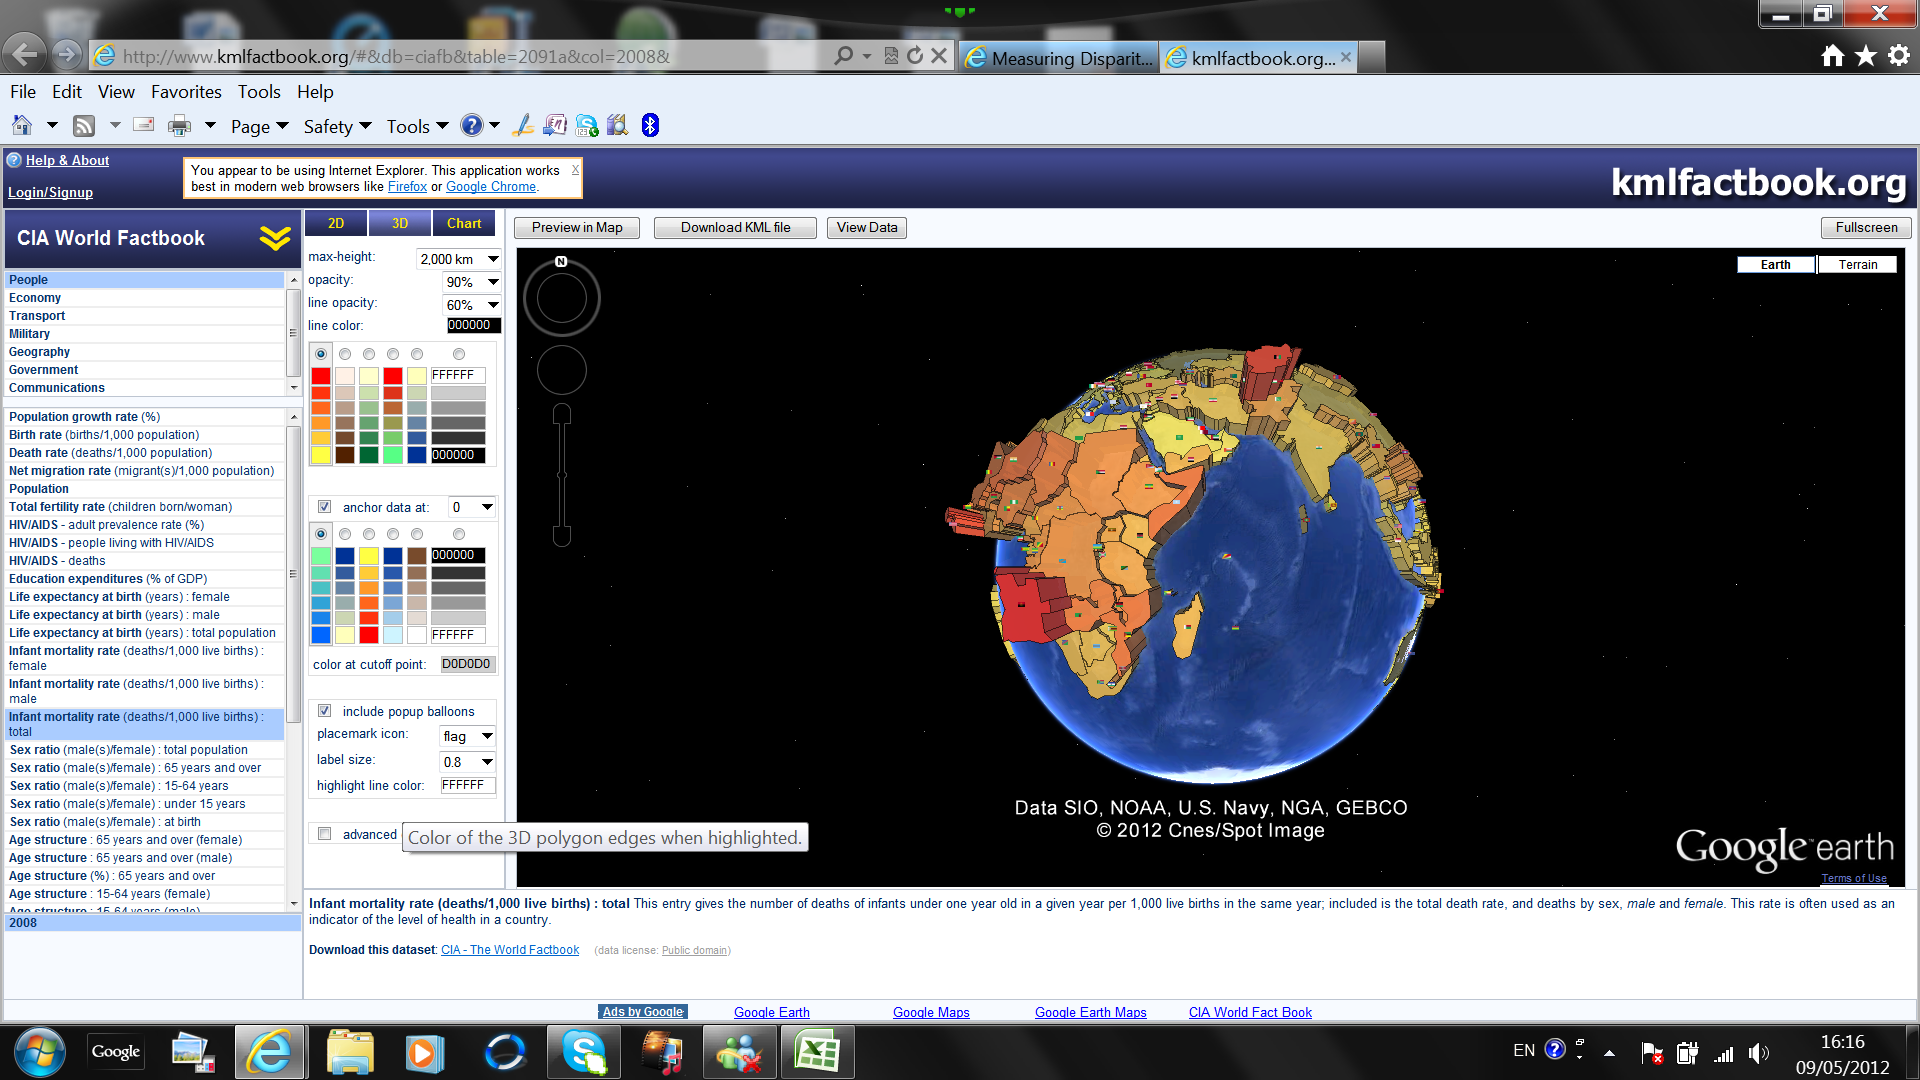 http://www.kmlfactbook.org/#&db=ciafb&table=2091a&col=2008&
Measuring Disparit...
kmlfactbook.org...
File Edit View Favorites Tools Help
Page Safety Tools
Help & About
Login/Signup
You appear to be using Internet Explorer. This application works
best in modern web browsers like Firefox or Google Chrome.
X
kmlfactbook.org
CIA World Factbook
People
Economy
Transport
Military
Geography
Government
Communications
Population growth rate (%)
Birth rate (births/1,000 population)
Death rate (deaths/1,000 population)
Net migration rate (migrant(s)/1,000 population)
Population
Total fertility rate (children born/woman)
HIV/AIDS - adult prevalence rate (%)
HIV/AIDS - people living with HIV/AIDS
HIV/AIDS - deaths
Education expenditures (% of GDP)
Life expectancy at birth (years) : female
Life expectancy at birth (years) : male
Life expectancy at birth (years) : total population
Infant mortality rate (deaths/1,000 live births) :
female
Infant mortality rate (deaths/1,000 live births) :
male
Infant mortality rate (deaths/1,000 live births) :
total
Sex ratio (male(s)/female) : total population
Sex ratio (male(s)/female) : 65 years and over
Sex ratio (male(s)/female) : 15-64 years
Sex ratio (male(s)/female) : under 15 years
Sex ratio (male(s)/female) : at birth
Age structure : 65 years and over (female)
Age structure : 65 years and over (male)
Age structure (%) : 65 years and over
Age structure : 15-64 years (female)
Age structure : 15-64 years (male)
2008
2D 3D Chart
max-height: 2,000 km
opacity: 90%
line opacity: 60%
line color: 000000
FFFFFF
000000
anchor data at: 0
000000
FFFFFF
color at cutoff point: D0D0D0
include popup balloons
placemark icon: flag
label size: 0.8
highlight line color: FFFFFF
advanced
Color of the 3D polygon edges when highlighted.
Preview in Map Download KML file View Data Fullscreen
N
Earth Terrain
Data SIO, NOAA, U.S. Navy, NGA, GEBCO
© 2012 Cnes/Spot Image
Google earth
Terms of Use
Infant mortality rate (deaths/1,000 live births) : total This entry gives the number of deaths of infants under one year old in a given year per 1,000 live births in the same year; included is the total death rate, and deaths by sex, male and female. This rate is often used as an
indicator of the level of health in a country.
Download this dataset: CIA - The World Factbook (data license: Public domain)
Ads by Google Google Earth Google Maps Google Earth Maps CIA World Fact Book
Google
EN
16:16
09/05/2012